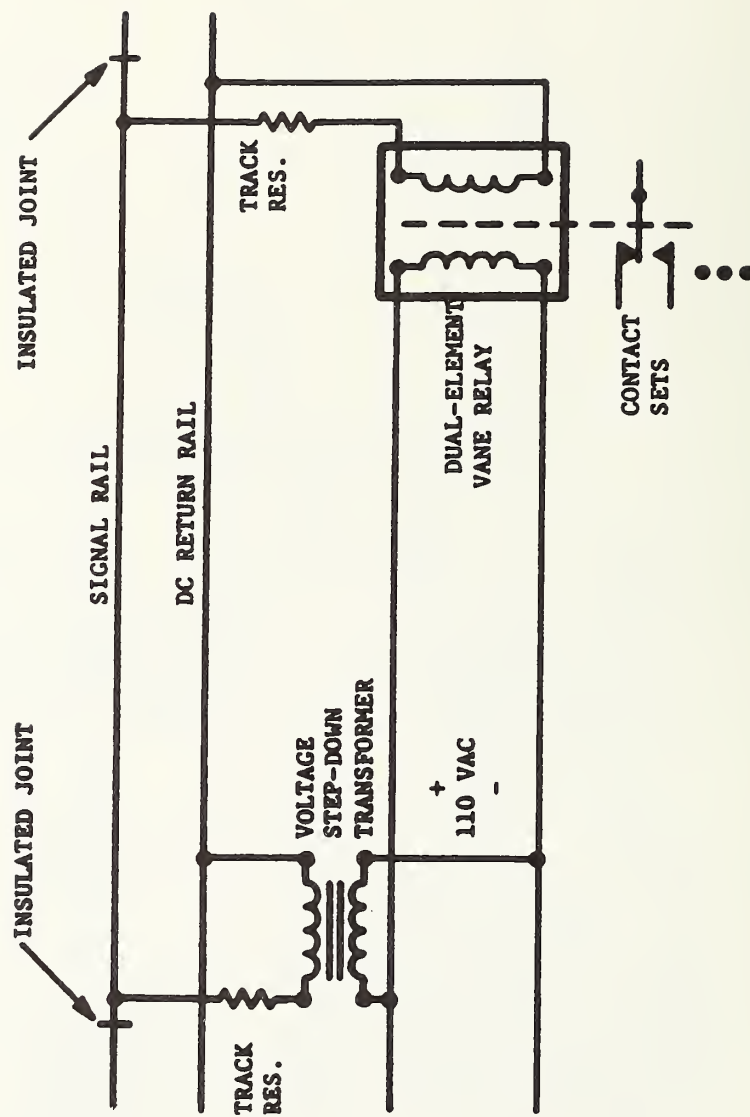 INSULATED JOINT
INSULATED JOINT
SIGNAL RAIL
DC RETURN RAIL
TRACK
RES.
TRACK
RES.
VOLTAGE
STEP-DOWN
TRANSFORMER
+
110 VAC
-
DUAL-ELEMENT
VANE RELAY
CONTACT
SETS